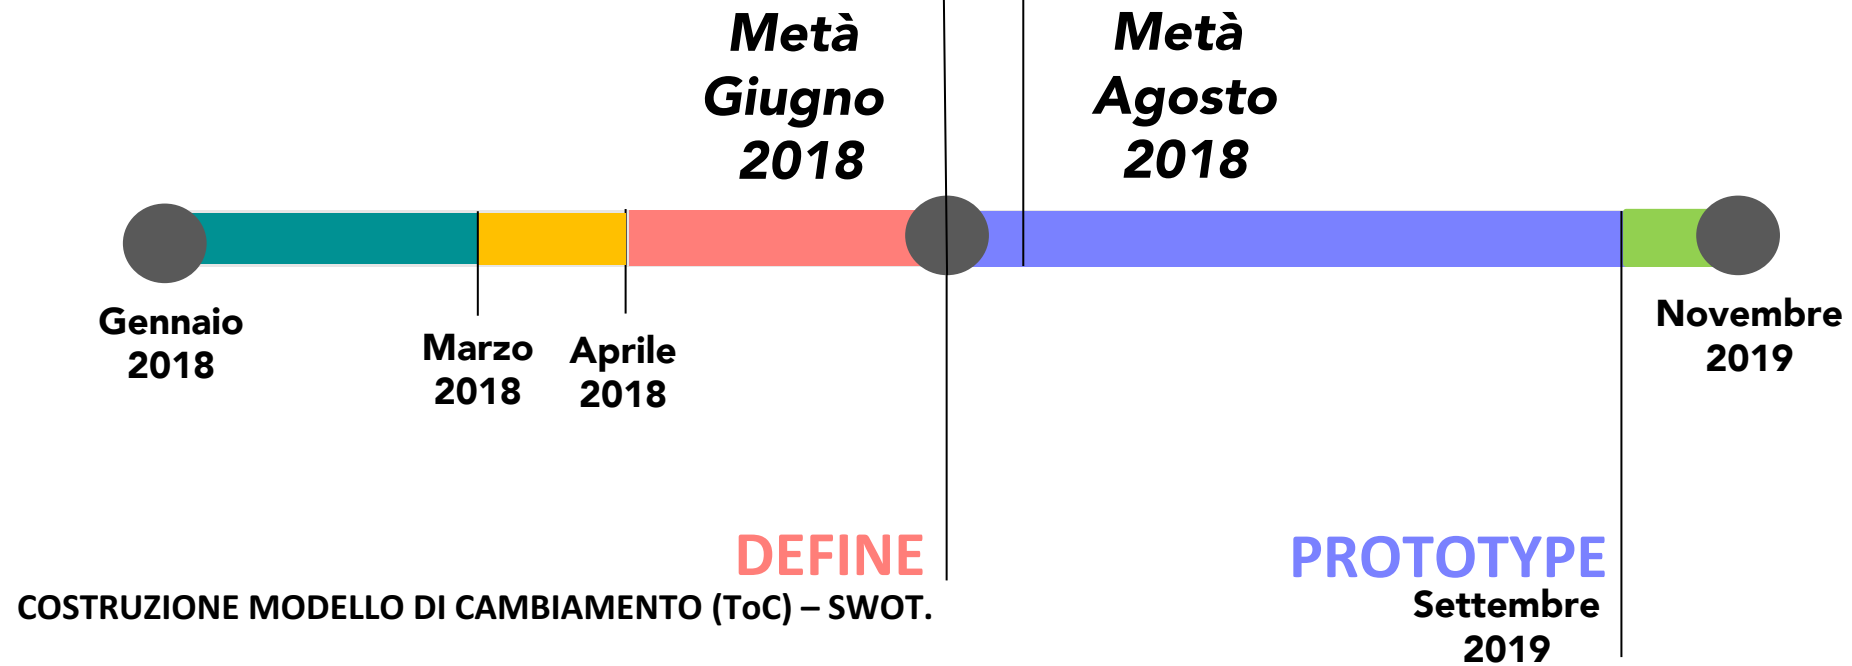 Metà
Giugno
2018
Metà
Agosto
2018
Gennaio
2018
Marzo
2018
Aprile
2018
Novembre
2019
DEFINE
COSTRUZIONE MODELLO DI CAMBIAMENTO (ToC) – SWOT.
PROTOTYPE
Settembre
2019